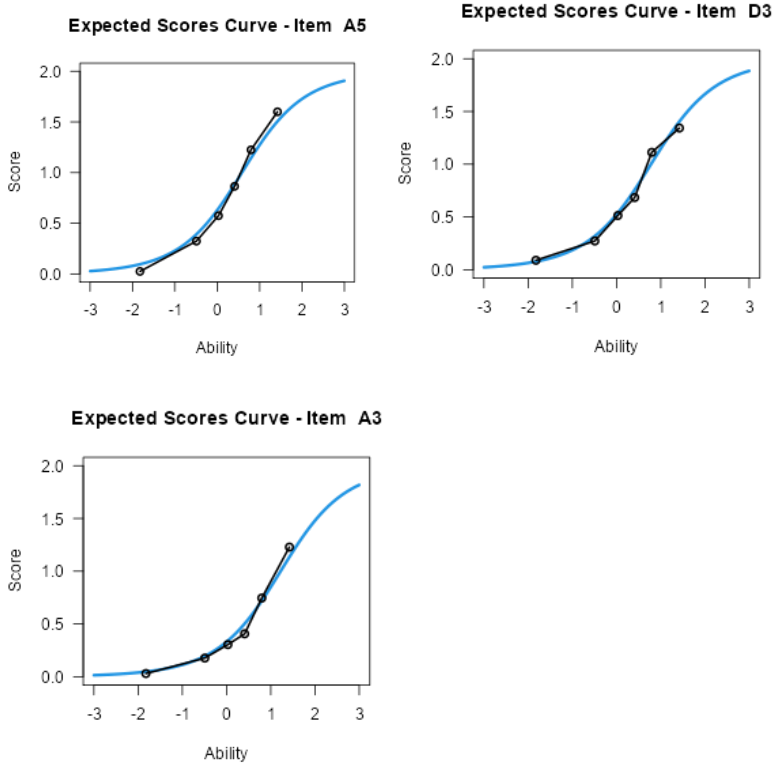 Expected Scores Curve - Item  A5
Score
2.0
1.5
1.0
0.5
0.0
-3 -2 -1 0 1 2 3
Ability
Expected Scores Curve - Item  D3
Score
2.0
1.5
1.0
0.5
0.0
-3 -2 -1 0 1 2 3
Ability
Expected Scores Curve - Item  A3
Score
2.0
1.5
1.0
0.5
0.0
-3 -2 -1 0 1 2 3
Ability